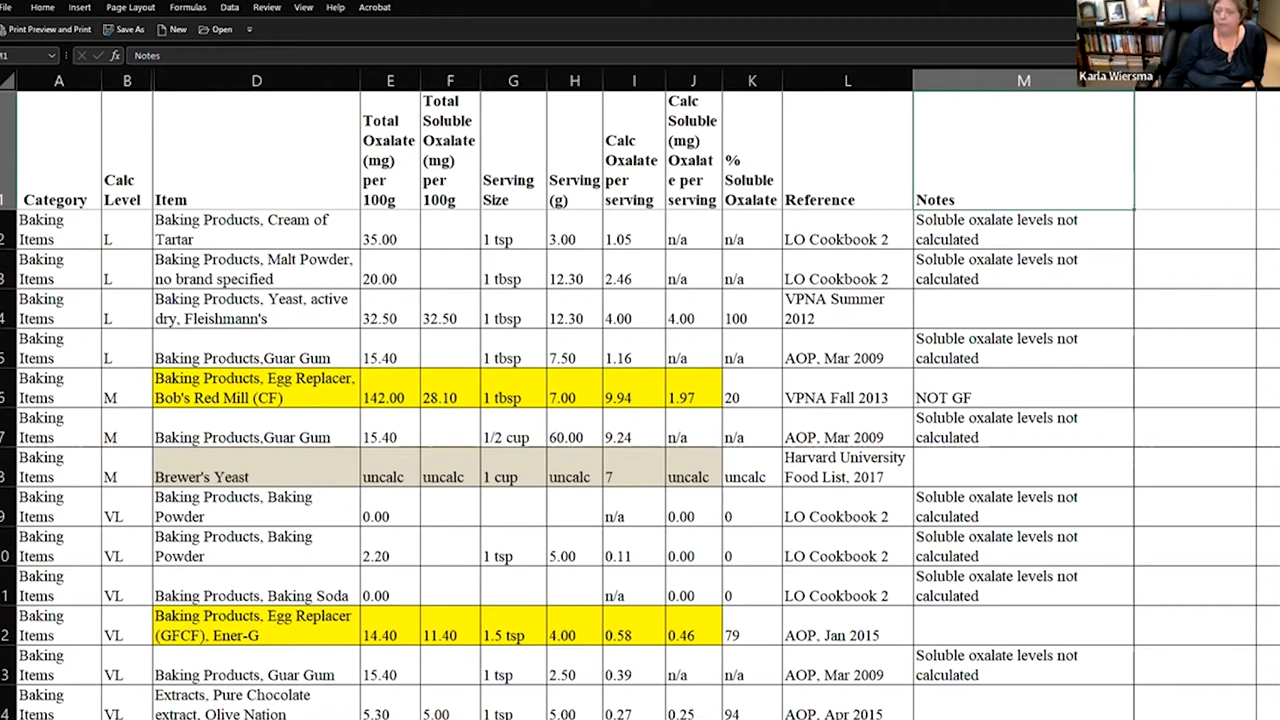 File Home Insert Page Layout Formulas Data Review View Help Acrobat
Print Preview and Print Save As New Open
M1 fx Notes
Karla Wiersma
A B D E F G H I J K L M
1 Category Calc Level Item Total Oxalate (mg) per 100g Total Soluble Oxalate (mg) per 100g Serving Size Serving (g) Calc Oxalate per serving Calc Soluble (mg) Oxalat e per serving % Soluble Oxalate Reference Notes
2 Baking Items L Baking Products, Cream of Tartar 35.00 1 tsp 3.00 1.05 n/a n/a LO Cookbook 2 Soluble oxalate levels not calculated
3 Baking Items L Baking Products, Malt Powder, no brand specified 20.00 1 tbsp 12.30 2.46 n/a n/a LO Cookbook 2 Soluble oxalate levels not calculated
4 Baking Items L Baking Products, Yeast, active dry, Fleishmann's 32.50 32.50 1 tbsp 12.30 4.00 4.00 100 VPNA Summer 2012
5 Baking Items L Baking Products,Guar Gum 15.40 1 tbsp 7.50 1.16 n/a n/a AOP, Mar 2009 Soluble oxalate levels not calculated
6 Baking Items M Baking Products, Egg Replacer, Bob's Red Mill (CF) 142.00 28.10 1 tbsp 7.00 9.94 1.97 20 VPNA Fall 2013 NOT GF
7 Baking Items M Baking Products,Guar Gum 15.40 1/2 cup 60.00 9.24 n/a n/a AOP, Mar 2009 Soluble oxalate levels not calculated
8 Baking Items M Brewer's Yeast uncalc uncalc 1 cup uncalc 7 uncalc uncalc Harvard University Food List, 2017
9 Baking Items VL Baking Products, Baking Powder 0.00 n/a 0.00 0 LO Cookbook 2 Soluble oxalate levels not calculated
0 Baking Items VL Baking Products, Baking Powder 2.20 1 tsp 5.00 0.11 0.00 0 LO Cookbook 2 Soluble oxalate levels not calculated
1 Baking Items VL Baking Products, Baking Soda 0.00 n/a 0.00 0 LO Cookbook 2 Soluble oxalate levels not calculated
2 Baking Items VL Baking Products, Egg Replacer (GFCF), Ener-G 14.40 11.40 1.5 tsp 4.00 0.58 0.46 79 AOP, Jan 2015
3 Baking Items VL Baking Products, Guar Gum 15.40 1 tsp 2.50 0.39 n/a n/a AOP, Mar 2009 Soluble oxalate levels not calculated
4 Baking Items VL Extracts, Pure Chocolate extract, Olive Nation 5.30 5.00 1 tsp 5.00 0.27 0.25 94 AOP, Apr 2015